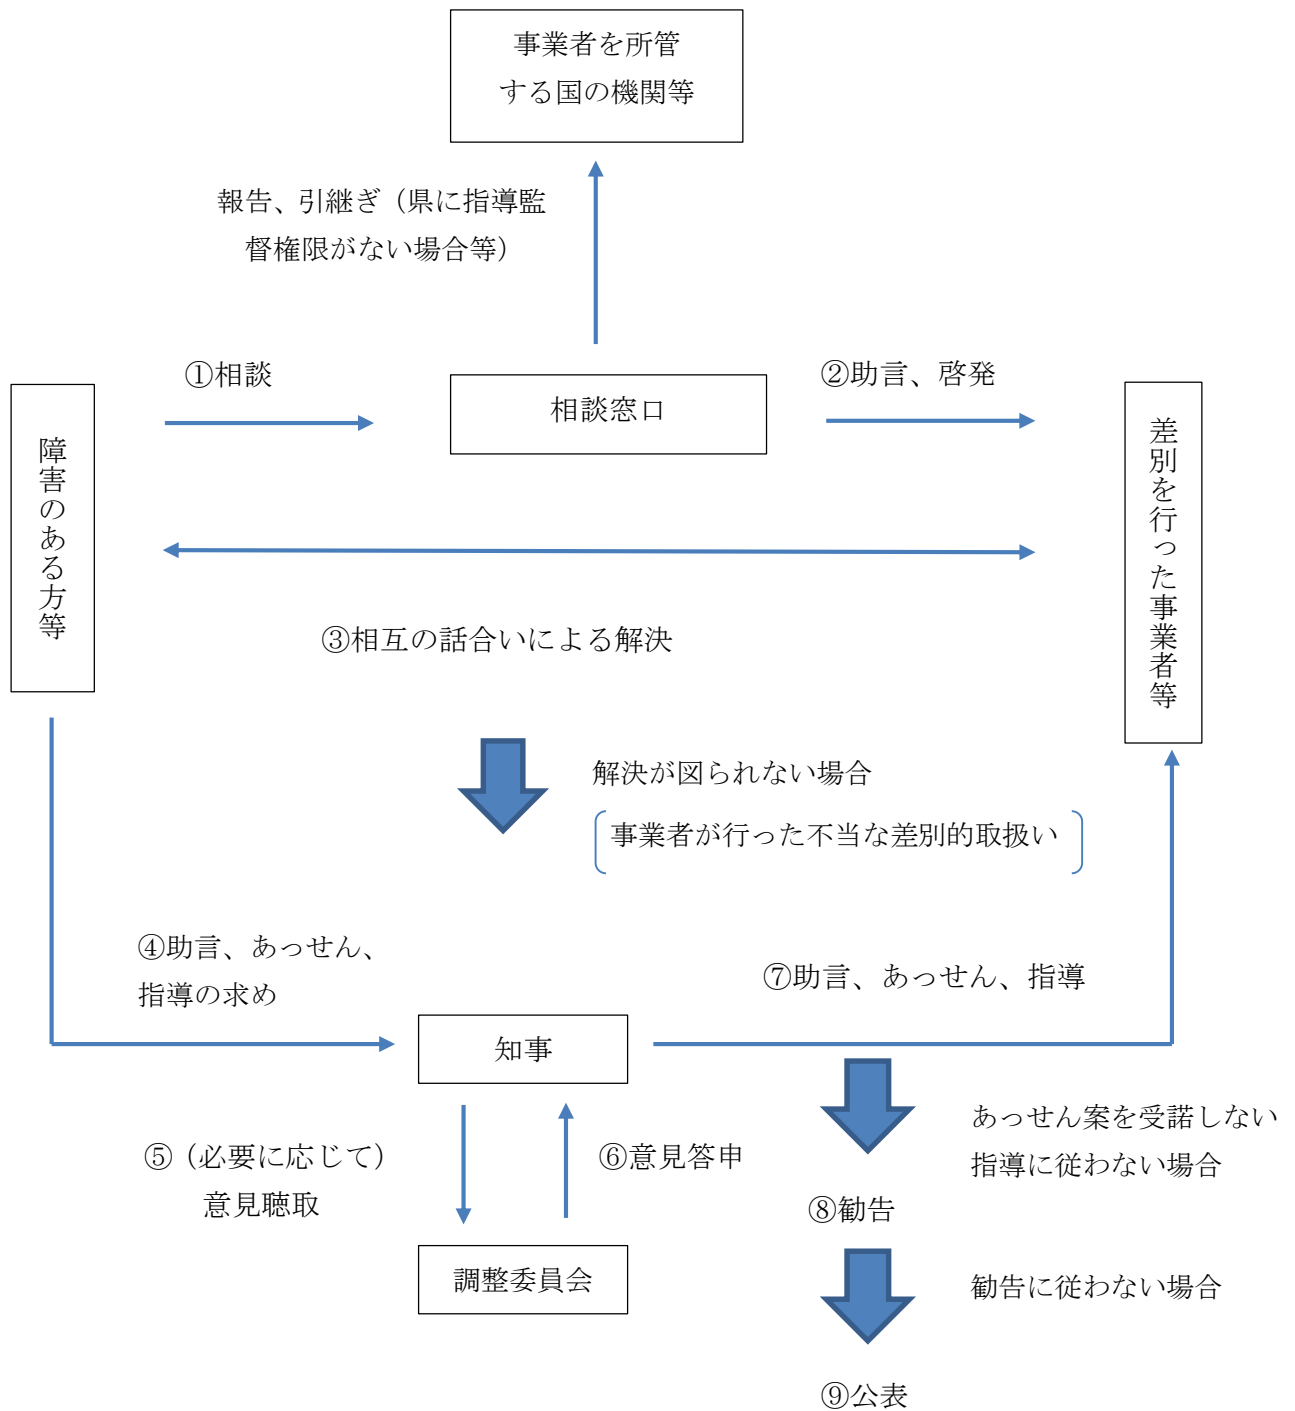 事業者を所管
する国の機関等
報告、引継ぎ（県に指導監
督権限がない場合等）
①相談
相談窓口
②助言、啓発
障害のある方等
差別を行った事業者等
③相互の話合いによる解決
解決が図られない場合
事業者が行った不当な差別的取扱い
④助言、あっせん、
指導の求め
⑦助言、あっせん、指導
知事
⑤（必要に応じて）
意見聴取
⑥意見答申
調整委員会
あっせん案を受諾しない
指導に従わない場合
⑧勧告
勧告に従わない場合
⑨公表